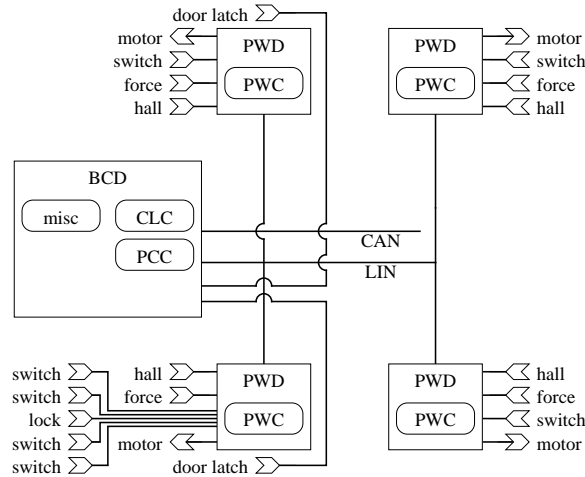 door latch
motor PWD PWD motor
switch switch
force PWC PWC force
hall hall
BCD
misc CLC
CAN
PCC
LIN
switch hall PWD PWD hall
switch force force
lock PWC PWC switch
switch motor motor
switch door latch